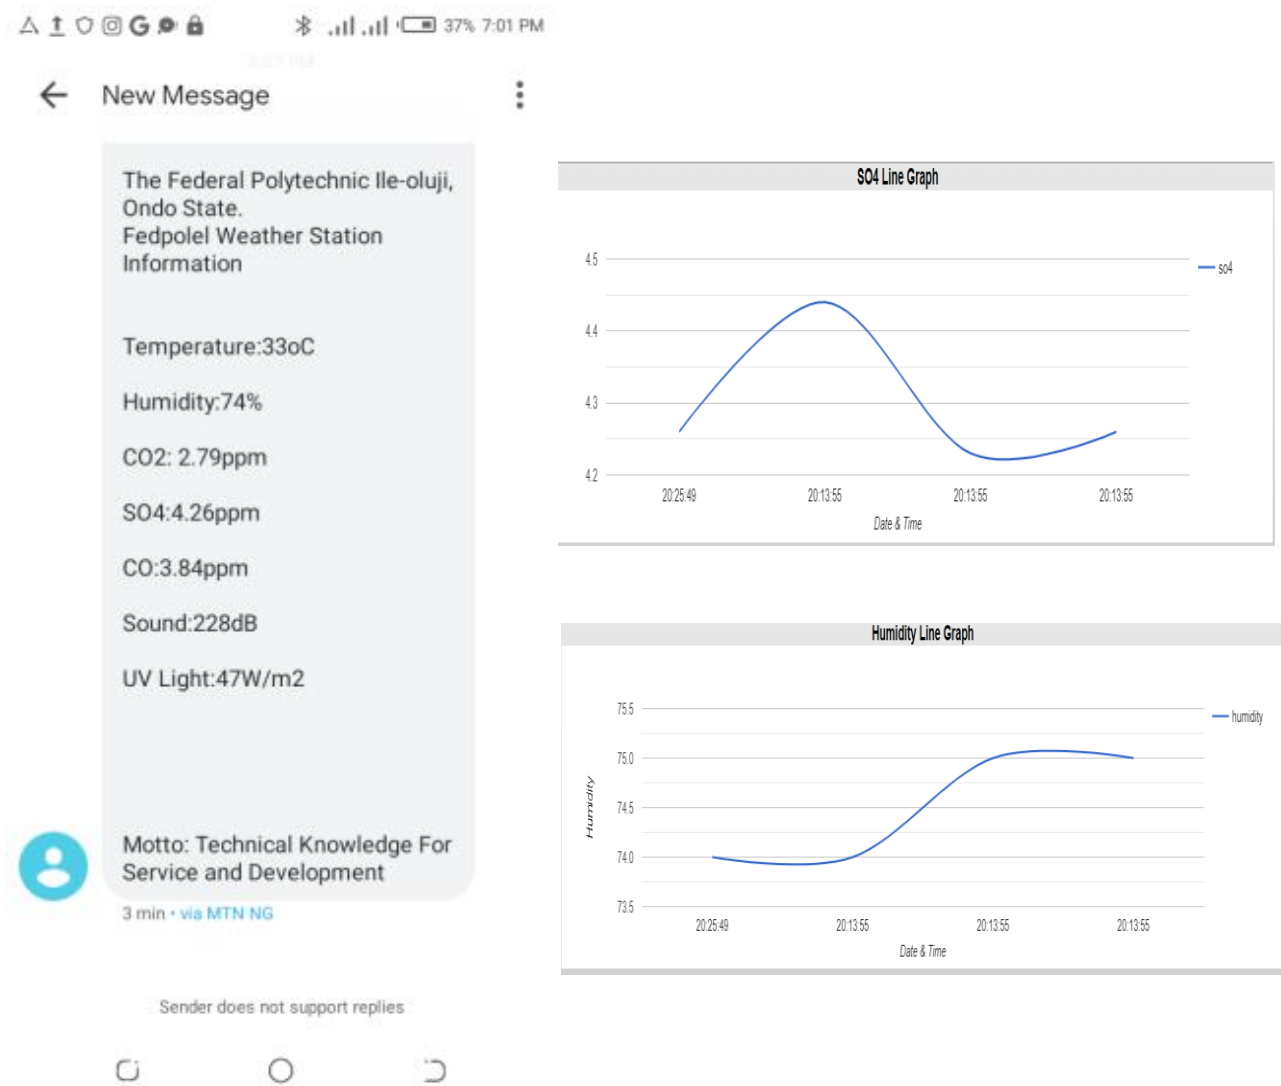 37% 7:01 PM
New Message
The Federal Polytechnic Ile-oluji,
Ondo State.
Fedpolel Weather Station
Information
Temperature:33oC
Humidity:74%
CO2: 2.79ppm
SO4:4.26ppm
CO:3.84ppm
Sound:228dB
UV Light:47W/m2
Motto: Technical Knowledge For
Service and Development
3 min • via MTN NG
Sender does not support replies
SO4 Line Graph
4.5
4.4
4.3
4.2
so4
20:25:49 20:13:55 20:13:55 20:13:55
Date & Time
Humidity Line Graph
75.5
75.0
74.5
74.0
73.5
Humidity
humidity
20:25:49 20:13:55 20:13:55 20:13:55
Date & Time